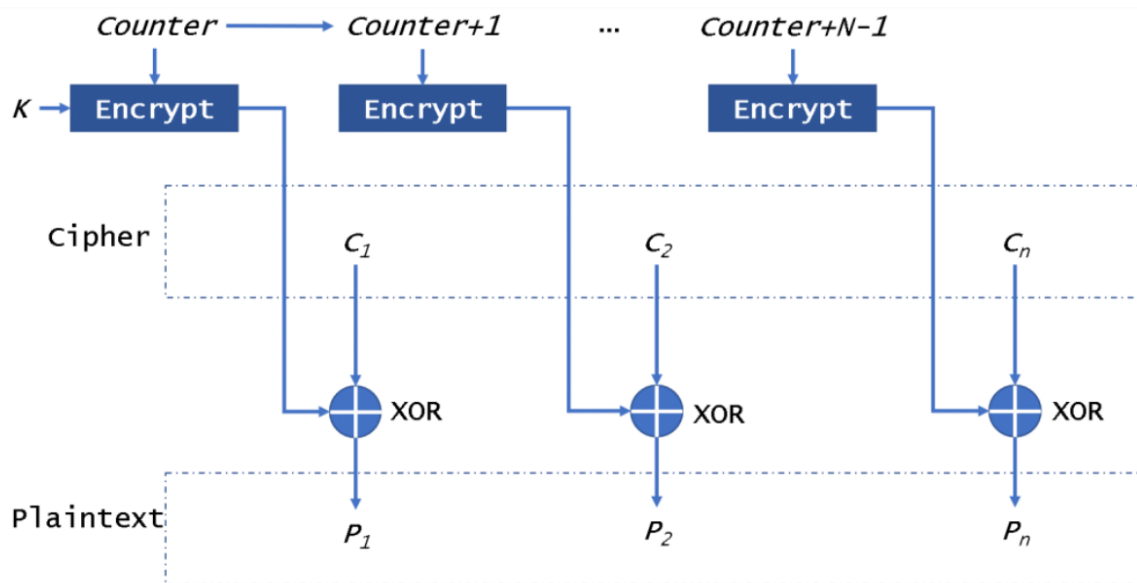 Counter Counter+1 ... Counter+N-1
K Encrypt Encrypt Encrypt
Cipher C1 C2 Cn
XOR XOR XOR
Plaintext P1 P2 Pn